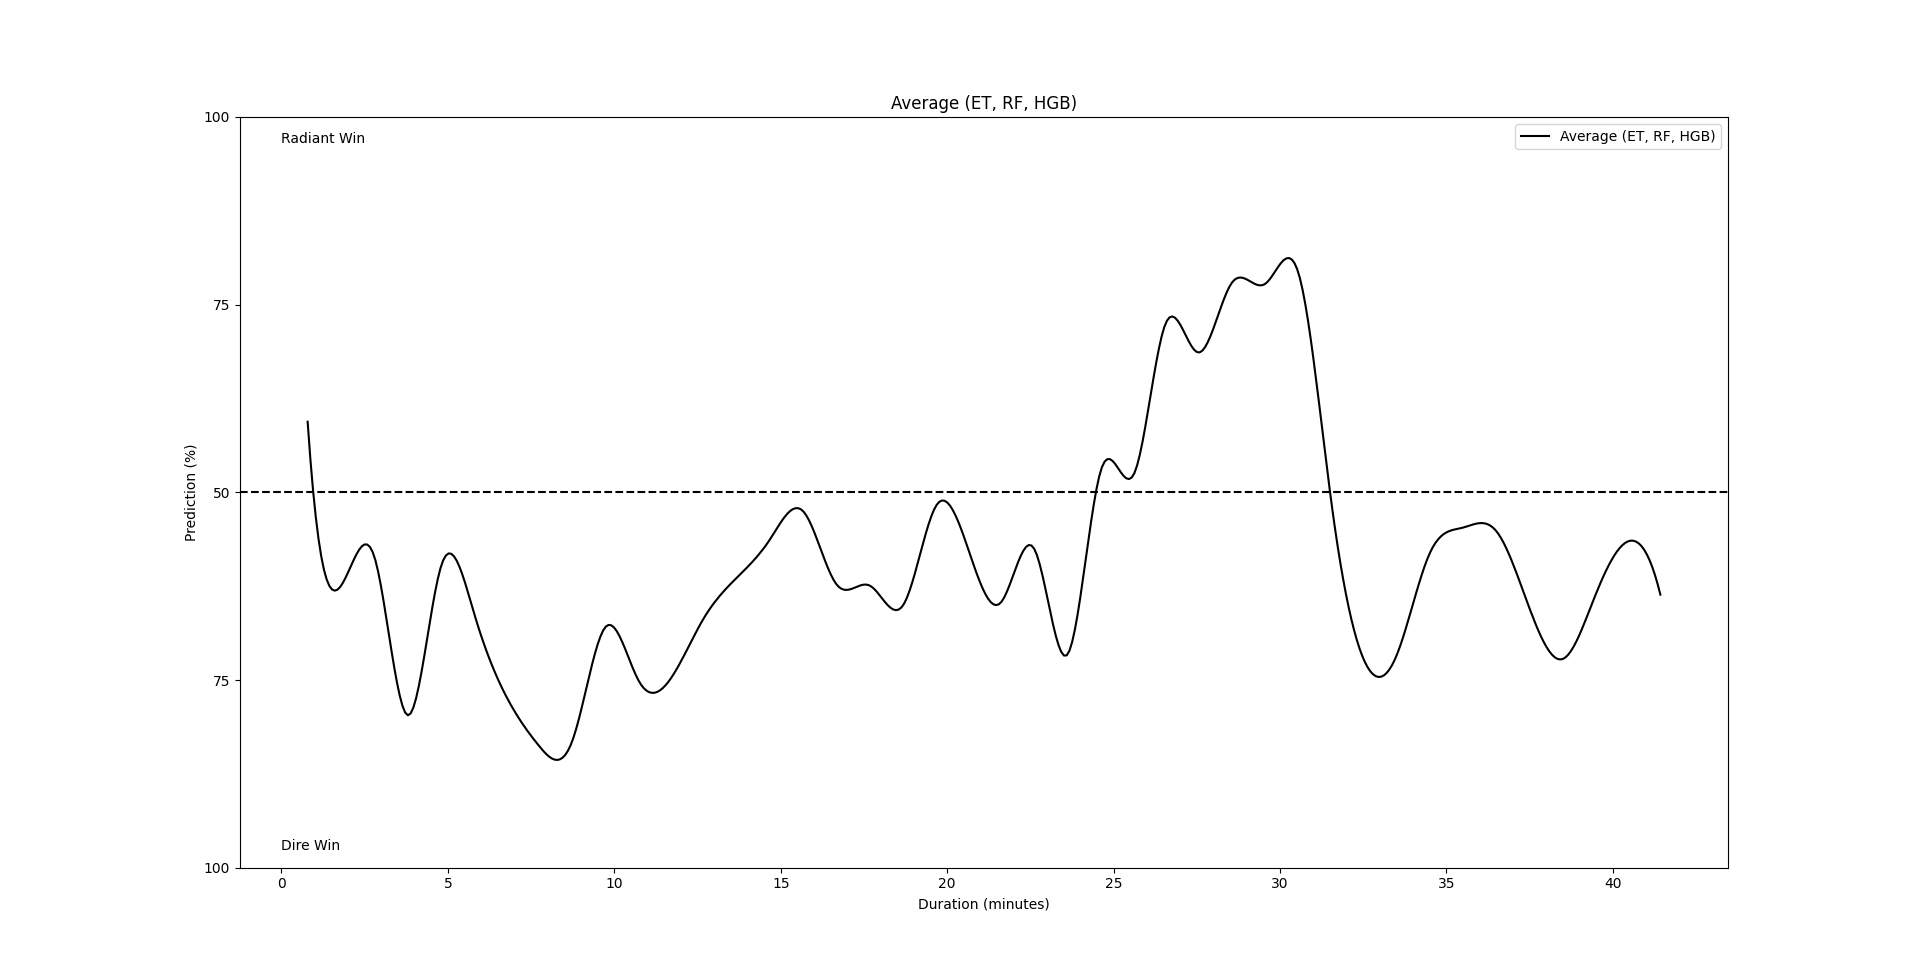 Average (ET, RF, HGB)
100
Radiant Win
Average (ET, RF, HGB)
75
50
75
Dire Win
100
Prediction (%)
0 5 10 15 20 25 30 35 40
Duration (minutes)